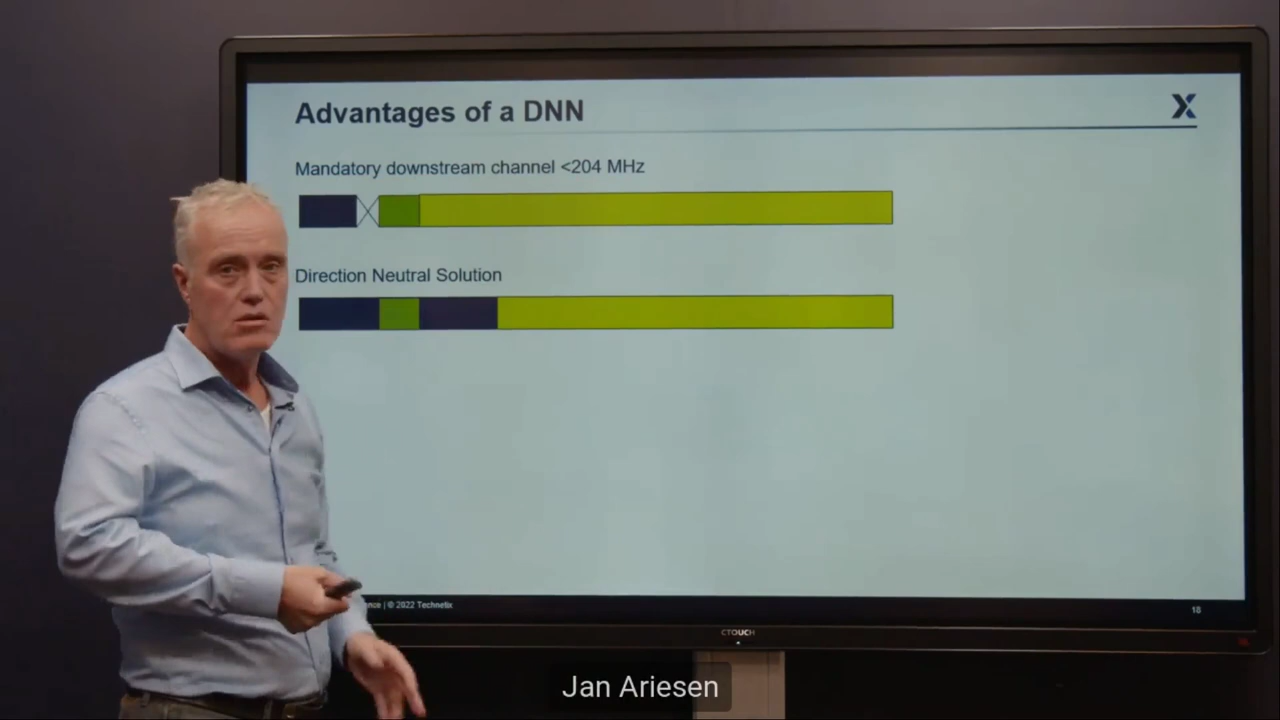 Advantages of a DNN
Mandatory downstream channel <204 MHz
Direction Neutral Solution
| © 2022 Technetix
18
CTOUCH
Jan Ariesen